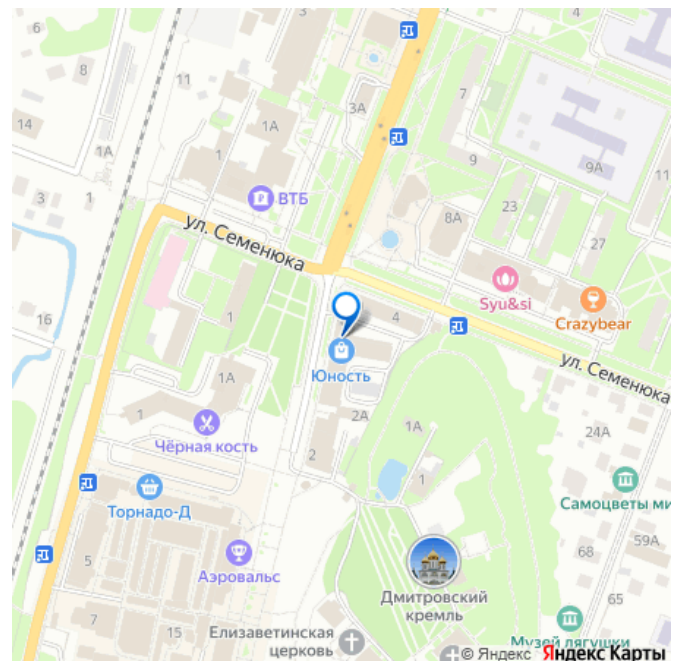 6
8
11
3А
7
14
1А
1А
1
9
9А
11
3
1
ВТБ
8А
23
27
ул. Семенюка
Syu&si
16
1
4
Crazybear
Юность
ул. Семенюка
1А
1
2А
1А
24А
Чёрная кость
2
1
Самоцветы ми
Торнадо-Д
59А
5
68
Аэровальс
Дмитровский
кремль
65
7
15
Елизаветинская
церковь
Музей лягушки
© Яндекс Яндекс Карты